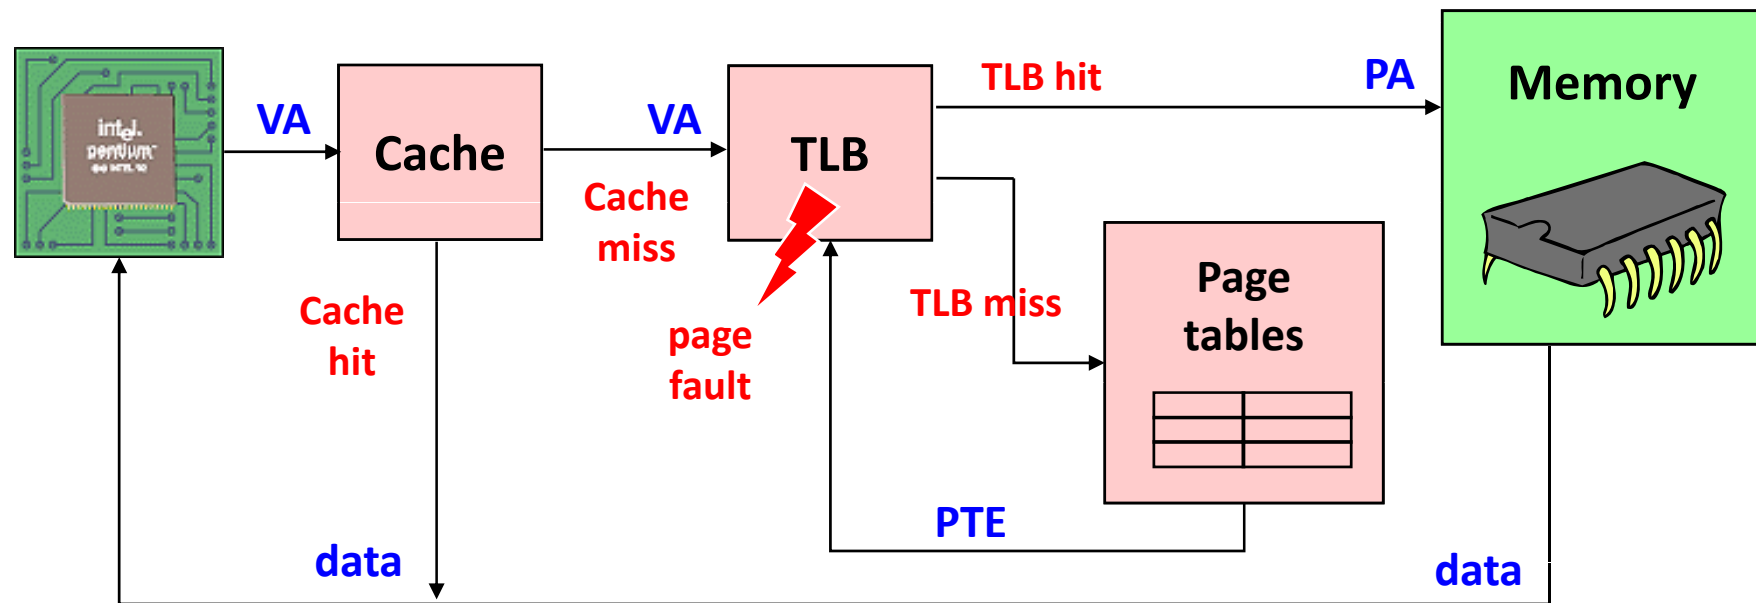 intel.
pentium
VA
Cache
VA
Cache
miss
Cache
hit
TLB
page
fault
TLB hit
PA
TLB miss
Page
tables
Memory
PTE
data
data